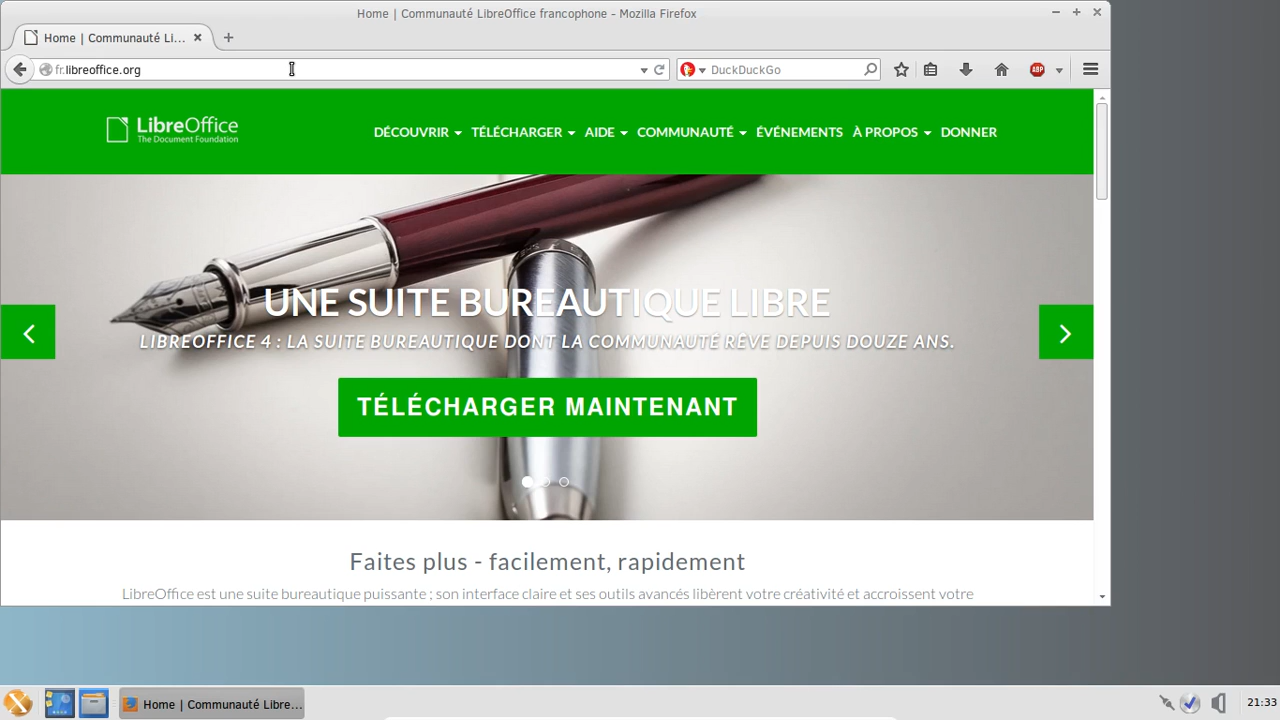 Home | Communauté LibreOffice francophone - Mozilla Firefox
Home | Communauté Li...
fr.libreoffice.org
DuckDuckGo
ABP
LibreOffice
The Document Foundation
DÉCOUVRIR TÉLÉCHARGER AIDE COMMUNAUTÉ ÉVÉNEMENTS À PROPOS DONNER
UNE SUITE BUREAUTIQUE LIBRE
LIBREOFFICE 4 : LA SUITE BUREAUTIQUE DONT LA COMMUNAUTÉ RÊVE DEPUIS DOUZE ANS.
TÉLÉCHARGER MAINTENANT
Faites plus - facilement, rapidement
LibreOffice est une suite bureautique puissante ; son interface claire et ses outils avancés libèrent votre créativité et accroissent votre
Home | Communauté Libre...
21:33